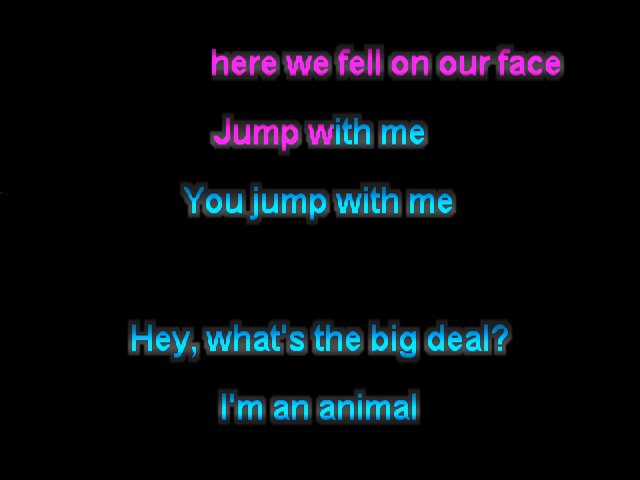 here we fell on our face
Jump with me
You jump with me
Hey, what's the big deal?
I'm an animal